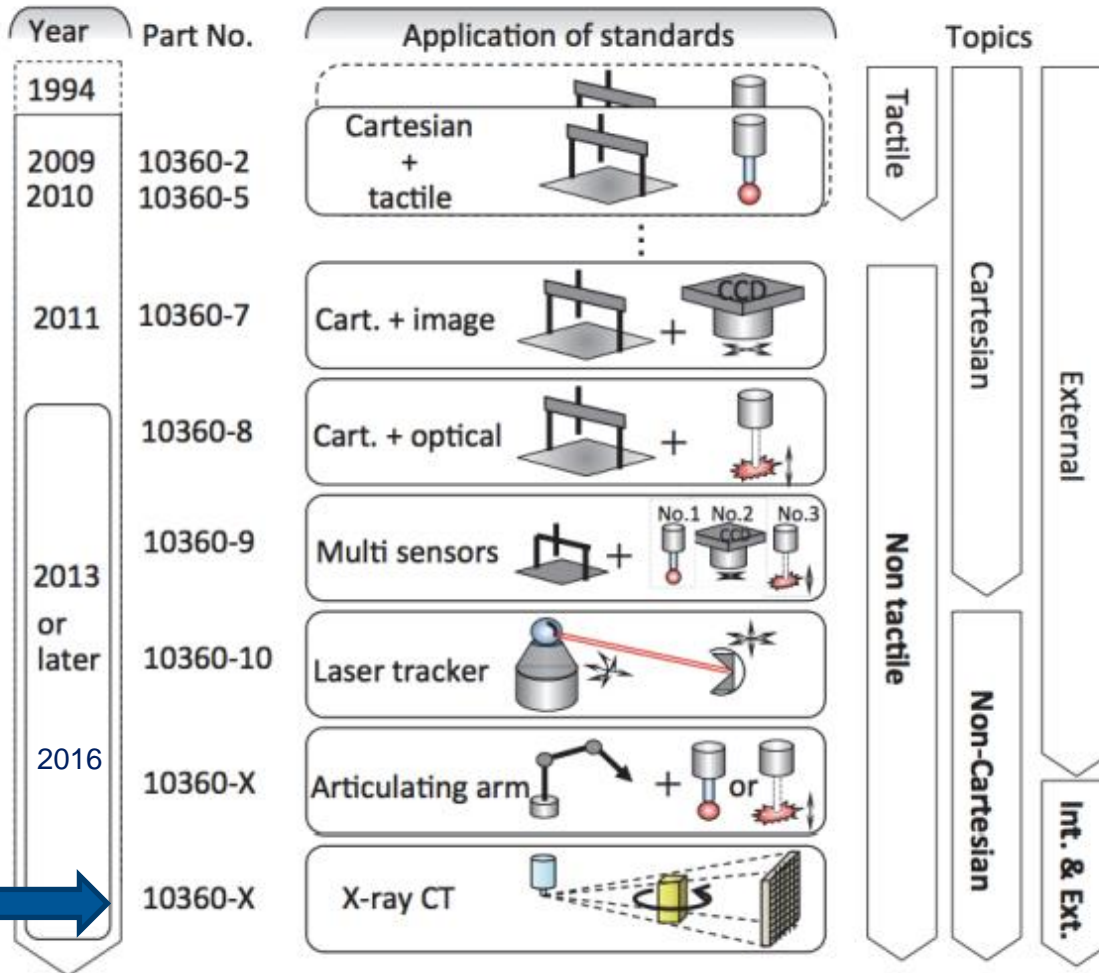 Year Part No. Application of standards Topics
1994
Cartesian
+
tactile
2009 10360-2
2010 10360-5
Tactile
2011 10360-7 Cart. + image + CCD
Cartesian
External
10360-8 Cart. + optical +
10360-9 Multi sensors + No.1 No.2 No.3
CCD
Non tactile
2013
or
later
10360-10 Laser tracker
2016
Non-Cartesian
10360-X Articulating arm + or
10360-X X-ray CT
Int. & Ext.